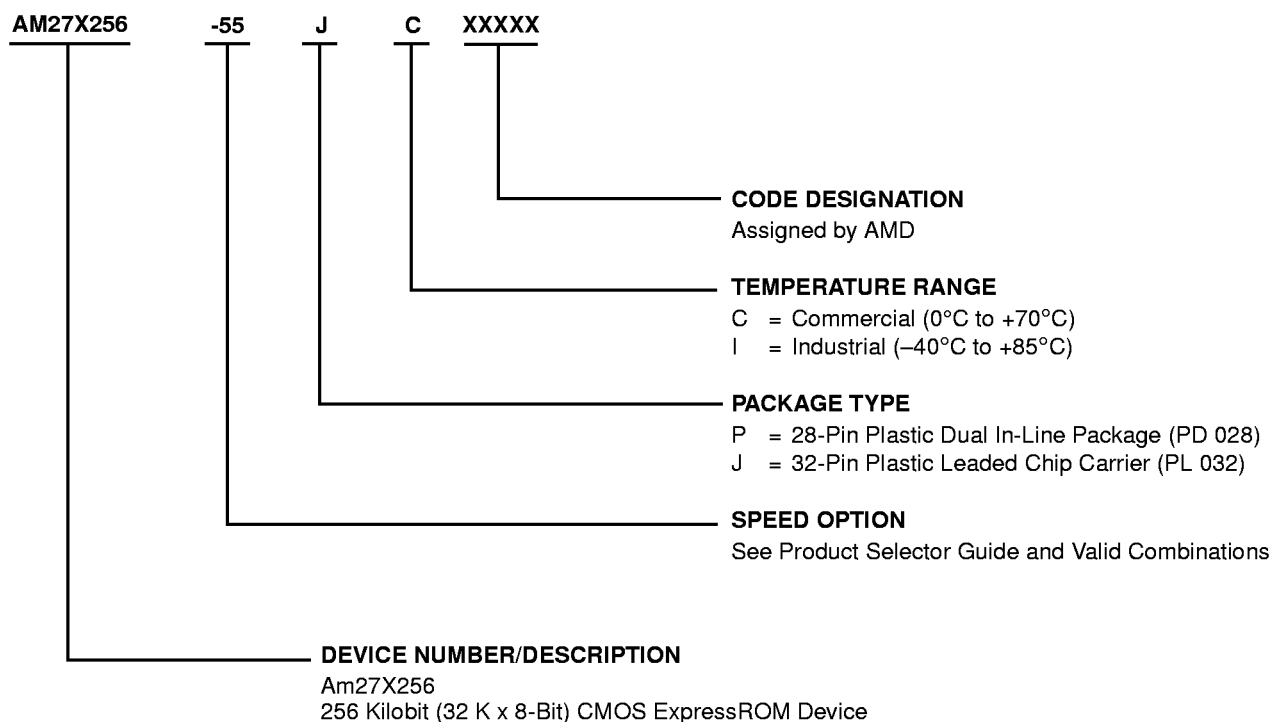 AM27X256 -55 J C XXXXX
CODE DESIGNATION
Assigned by AMD
TEMPERATURE RANGE
C = Commercial (0°C to +70°C)
I = Industrial (–40°C to +85°C)
PACKAGE TYPE
P = 28-Pin Plastic Dual In-Line Package (PD 028)
J = 32-Pin Plastic Leaded Chip Carrier (PL 032)
SPEED OPTION
See Product Selector Guide and Valid Combinations
DEVICE NUMBER/DESCRIPTION
Am27X256
256 Kilobit (32 K x 8-Bit) CMOS ExpressROM Device